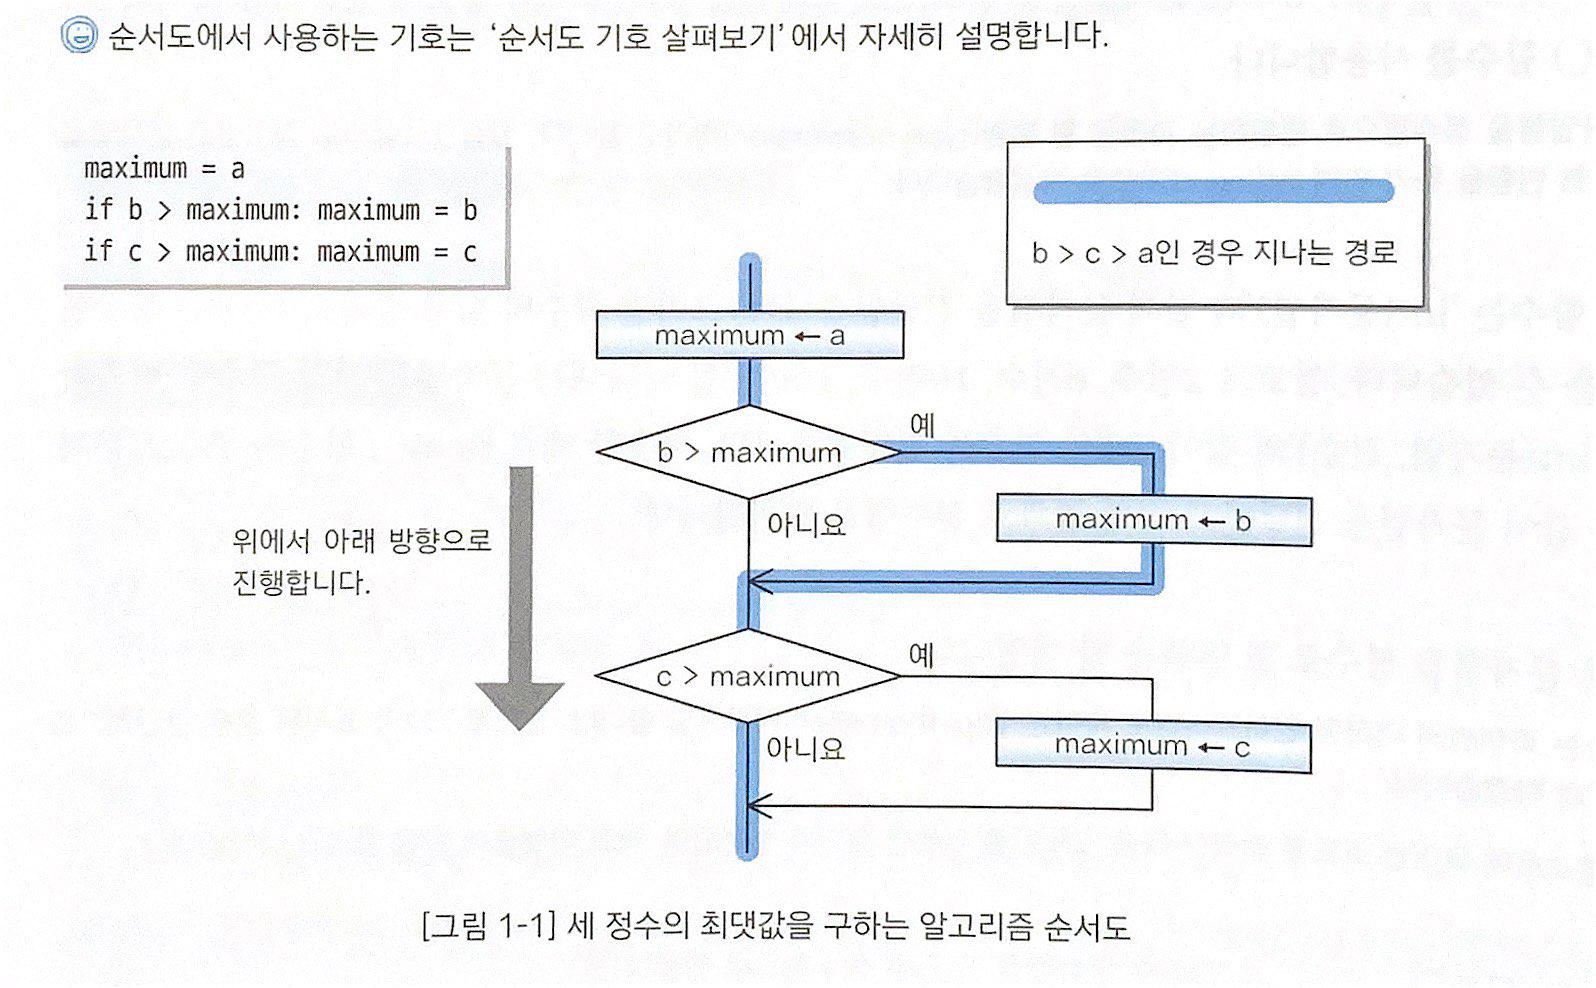 순서도에서 사용하는 기호는 ‘순서도 기호 살펴보기’에서 자세히 설명합니다.
maximum = a
if b > maximum: maximum = b
if c > maximum: maximum = c
b > c > a인 경우 지나는 경로
maximum ← a
b > maximum
예
아니요
maximum ← b
위에서 아래 방향으로
진행합니다.
c > maximum
예
아니요
maximum ← c
[그림 1-1] 세 정수의 최댓값을 구하는 알고리즘 순서도